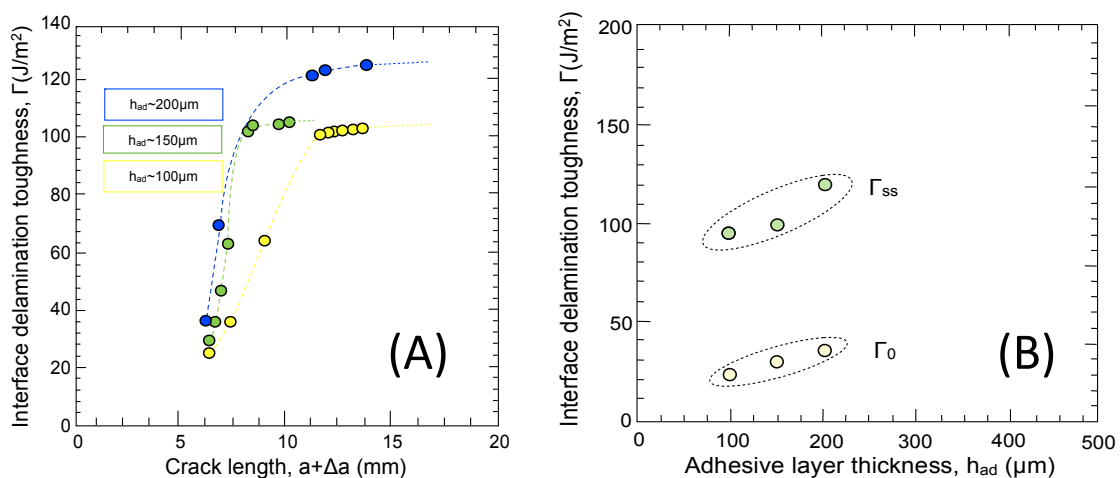 Interface delamination toughness, Γ(J/m²)
140
120
100
80
60
40
20
0
h_ad~200µm
h_ad~150µm
h_ad~100µm
(A)
0
5
10
15
20
Crack length, a+Δa (mm)
Interface delamination toughness, Γ(J/m²)
200
150
100
50
0
Γss
Γ₀
(B)
0
100
200
300
400
500
Adhesive layer thickness, h_ad (µm)